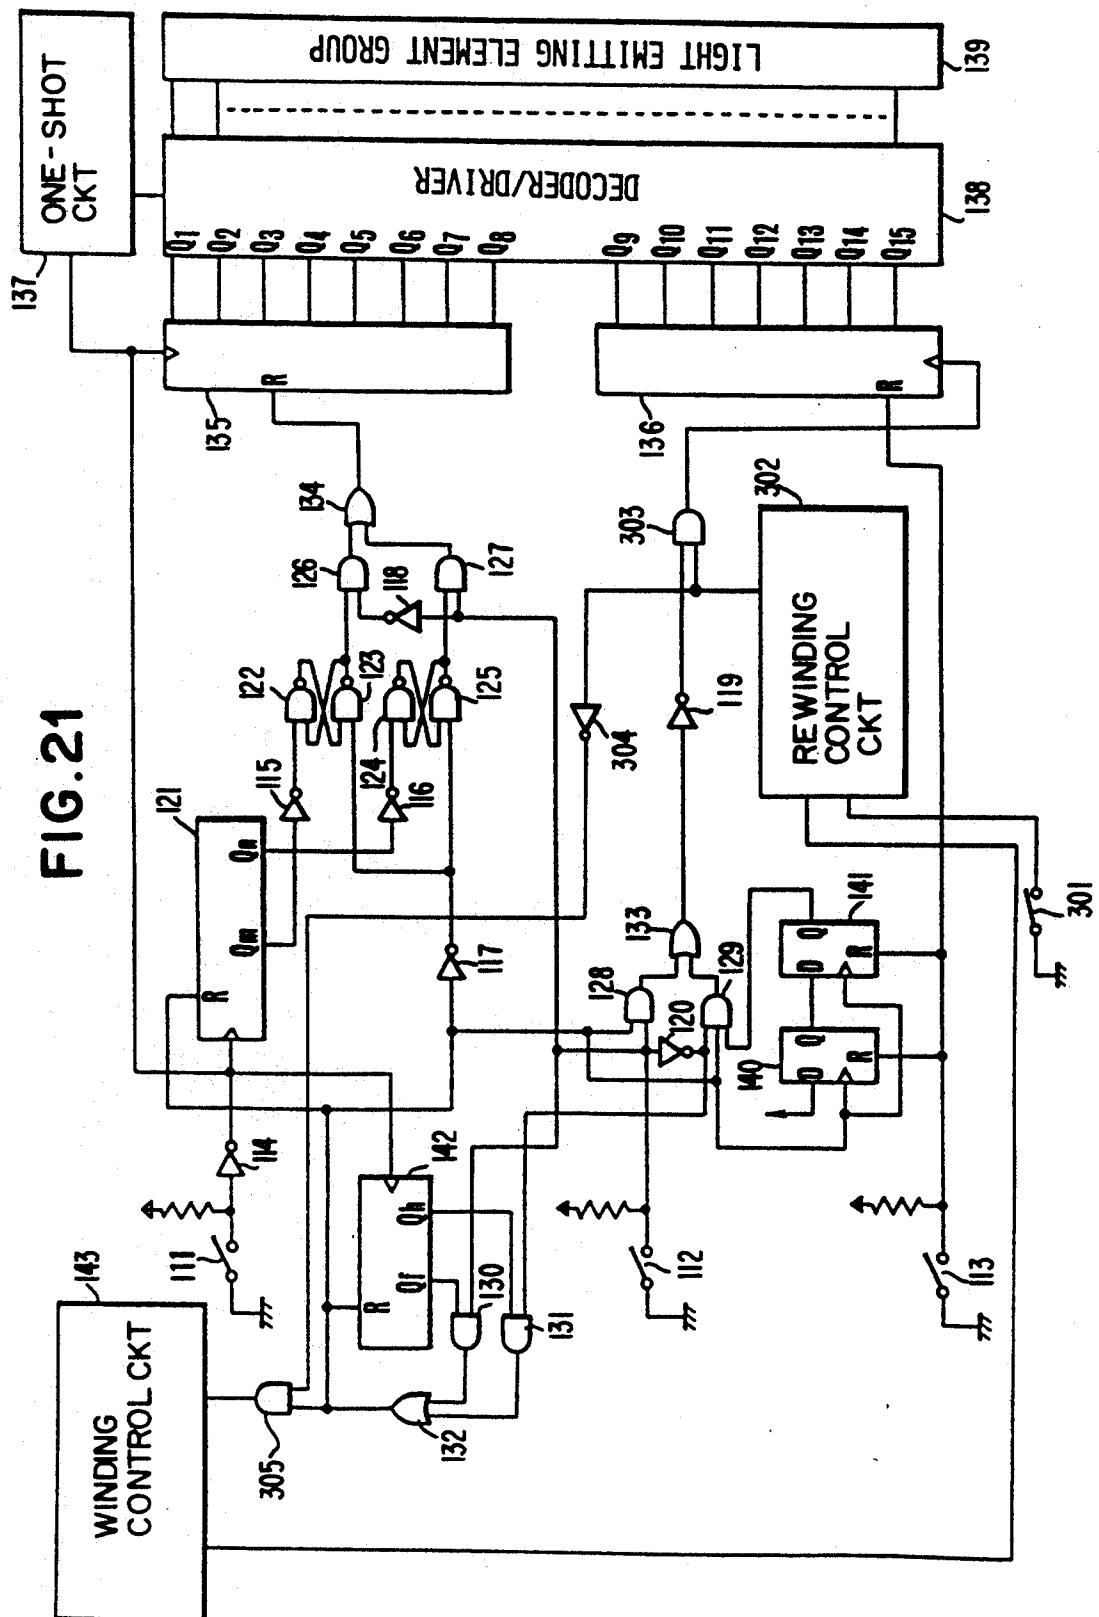 FIG.21
WINDING
CONTROL CKT
143
305
132
111
114
R
Qf
Qh
142
130
131
121
R
Qm
Qn
115
116
117
122
123
124
125
126
118
127
134
135
R
ONE-SHOT
CKT
137
Q1
Q2
Q3
Q4
Q5
Q6
Q7
Q8
Q9
Q10
Q11
Q12
Q13
Q14
Q15
DECODER/DRIVER
138
LIGHT EMITTING ELEMENT GROUP
139
136
R
112
113
128
120
129
133
119
304
303
140
D
Q
R
141
D
Q
R
REWINDING
CONTROL
CKT
302
301